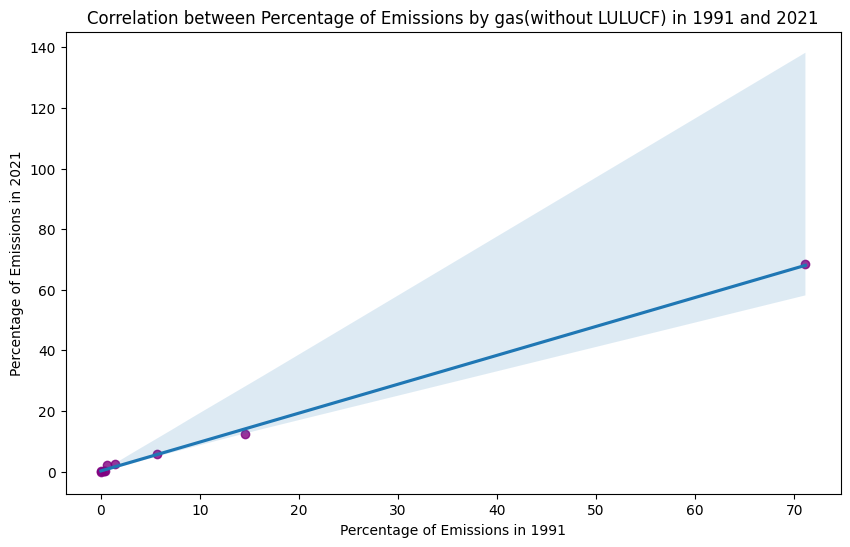 Correlation between Percentage of Emissions by gas(without LULUCF) in 1991 and 2021
140
120
100
80
60
40
20
0
Percentage of Emissions in 2021
0 10 20 30 40 50 60 70
Percentage of Emissions in 1991